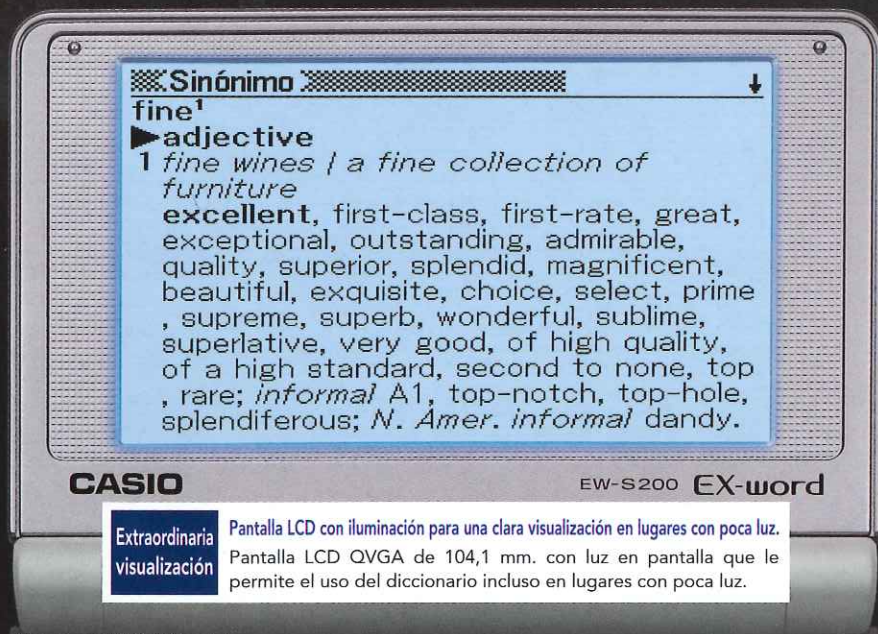 Sinónimo
fine¹
▶adjective
1 fine wines / a fine collection of
furniture
excellent, first-class, first-rate, great,
exceptional, outstanding, admirable,
quality, superior, splendid, magnificent,
beautiful, exquisite, choice, select, prime
, supreme, superb, wonderful, sublime,
superlative, very good, of high quality,
of a high standard, second to none, top
, rare; informal A1, top-notch, top-hole,
splendiferous; N. Amer. informal dandy.
CASIO
EW-S200 EX-word
Extraordinaria
visualización
Pantalla LCD con iluminación para una clara visualización en lugares con poca luz.
Pantalla LCD QVGA de 104,1 mm. con luz en pantalla que le
permite el uso del diccionario incluso en lugares con poca luz.